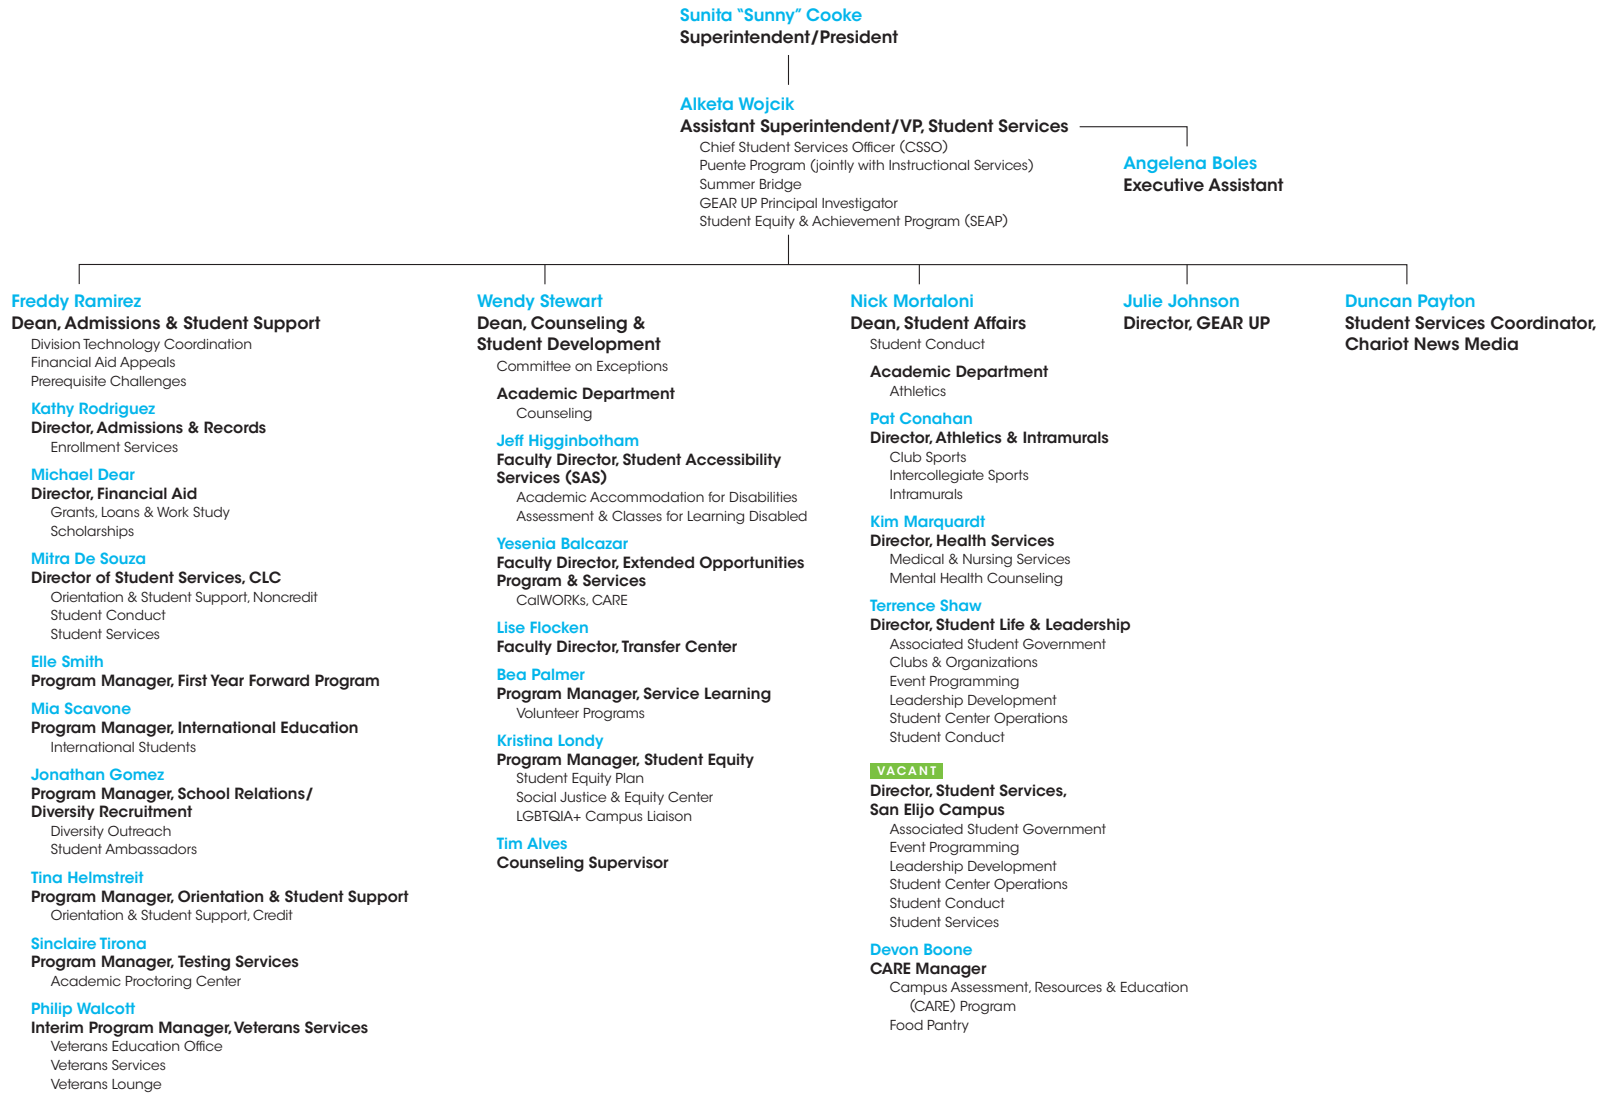 Sunita “Sunny” Cooke
Superintendent/President
Alketa Wojcik
Assistant Superintendent/VP, Student Services
Chief Student Services Officer (CSSO)
Puente Program (jointly with Instructional Services)
Summer Bridge
GEAR UP Principal Investigator
Student Equity & Achievement Program (SEAP)
Angelena Boles
Executive Assistant
Freddy Ramirez
Dean, Admissions & Student Support
Division Technology Coordination
Financial Aid Appeals
Prerequisite Challenges
Kathy Rodriguez
Director, Admissions & Records
Enrollment Services
Michael Dear
Director, Financial Aid
Grants, Loans & Work Study
Scholarships
Mitra De Souza
Director of Student Services, CLC
Orientation & Student Support, Noncredit
Student Conduct
Student Services
Elle Smith
Program Manager, First Year Forward Program
Mia Scavone
Program Manager, International Education
International Students
Jonathan Gomez
Program Manager, School Relations/
Diversity Recruitment
Diversity Outreach
Student Ambassadors
Tina Helmstreit
Program Manager, Orientation & Student Support
Orientation & Student Support, Credit
Sinclaire Tirona
Program Manager, Testing Services
Academic Proctoring Center
Philip Walcott
Interim Program Manager, Veterans Services
Veterans Education Office
Veterans Services
Veterans Lounge
Wendy Stewart
Dean, Counseling &
Student Development
Committee on Exceptions
Academic Department
Counseling
Jeff Higginbotham
Faculty Director, Student Accessibility
Services (SAS)
Academic Accommodation for Disabilities
Assessment & Classes for Learning Disabled
Yesenia Balcazar
Faculty Director, Extended Opportunities
Program & Services
CalWORKs, CARE
Lise Flocken
Faculty Director, Transfer Center
Bea Palmer
Program Manager, Service Learning
Volunteer Programs
Kristina Londy
Program Manager, Student Equity
Student Equity Plan
Social Justice & Equity Center
LGBTQIA+ Campus Liaison
Tim Alves
Counseling Supervisor
Nick Mortaloni
Dean, Student Affairs
Student Conduct
Academic Department
Athletics
Pat Conahan
Director, Athletics & Intramurals
Club Sports
Intercollegiate Sports
Intramurals
Kim Marquardt
Director, Health Services
Medical & Nursing Services
Mental Health Counseling
Terrence Shaw
Director, Student Life & Leadership
Associated Student Government
Clubs & Organizations
Event Programming
Leadership Development
Student Center Operations
Student Conduct
VACANT
Director, Student Services,
San Elijo Campus
Associated Student Government
Event Programming
Leadership Development
Student Center Operations
Student Conduct
Student Services
Devon Boone
CARE Manager
Campus Assessment, Resources & Education
(CARE) Program
Food Pantry
Julie Johnson
Director, GEAR UP
Duncan Payton
Student Services Coordinator,
Chariot News Media